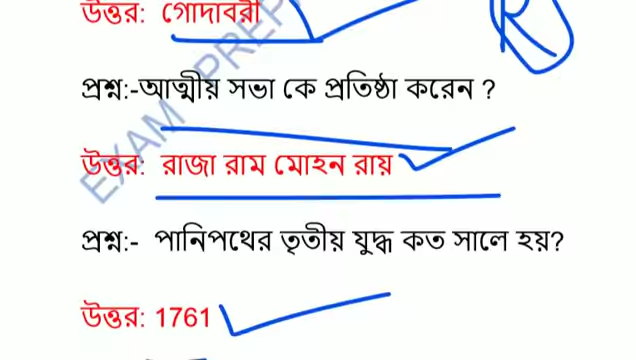 উত্তর: গোদাবরী
প্রশ্ন:-আত্মীয় সভা কে প্রতিষ্ঠা করেন ?
উত্তর: রাজা রাম মোহন রায়
প্রশ্ন:- পানিপথের তৃতীয় যুদ্ধ কত সালে হয়?
উত্তর: 1761